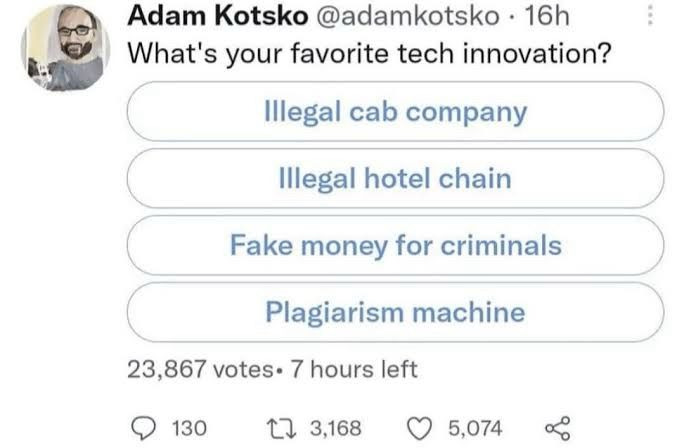 Adam Kotsko @adamkotsko · 16h
What's your favorite tech innovation?
Illegal cab company
Illegal hotel chain
Fake money for criminals
Plagiarism machine
23,867 votes• 7 hours left
130 3,168 5,074